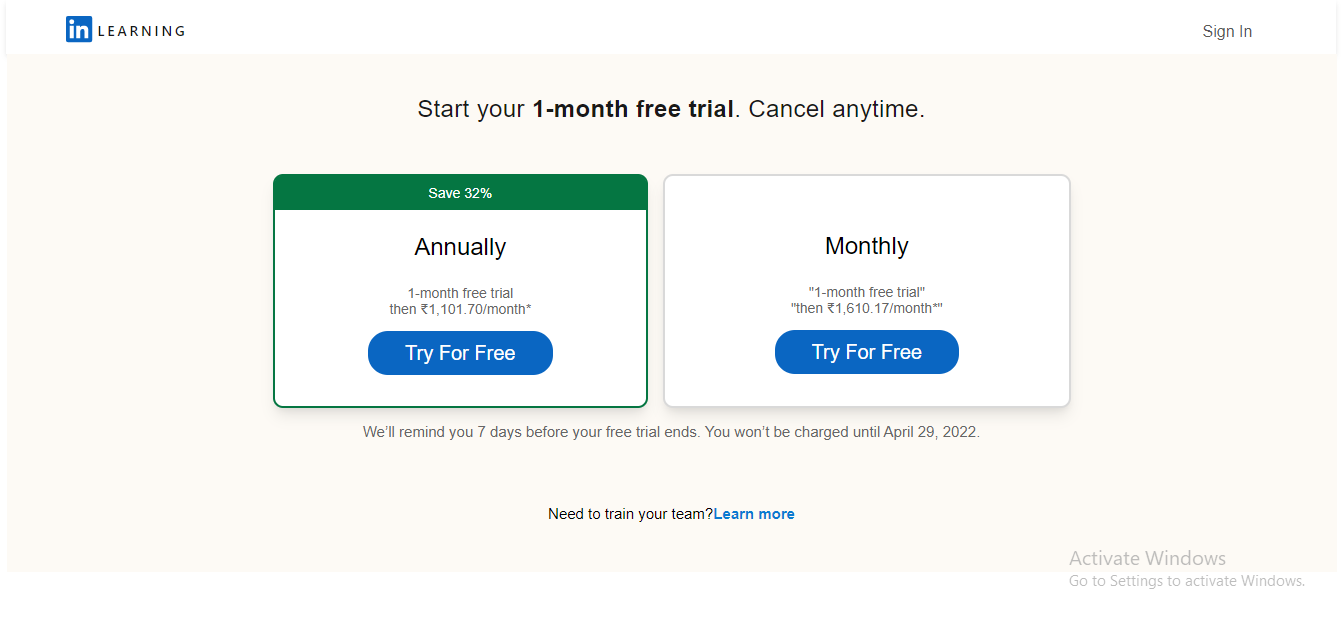 in LEARNING
Sign In
Start your 1-month free trial. Cancel anytime.
Save 32%
Annually
1-month free trial
then ₹1,101.70/month*
Try For Free
Monthly
"1-month free trial"
"then ₹1,610.17/month*"
Try For Free
We’ll remind you 7 days before your free trial ends. You won’t be charged until April 29, 2022.
Need to train your team?Learn more
Activate Windows
Go to Settings to activate Windows.